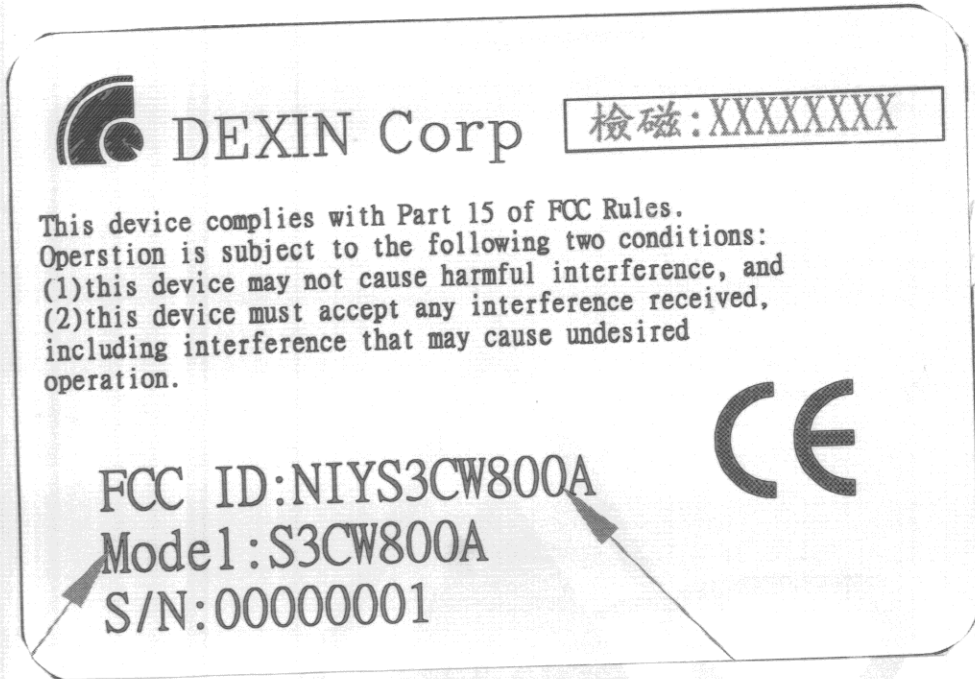 DEXIN Corp
檢磁:XXXXXXXX
This device complies with Part 15 of FCC Rules.
Operstion is subject to the following two conditions:
(1)this device may not cause harmful interference, and
(2)this device must accept any interference received,
including interference that may cause undesired
operation.
CE
FCC ID:NIYS3CW800A
Model:S3CW800A
S/N:00000001